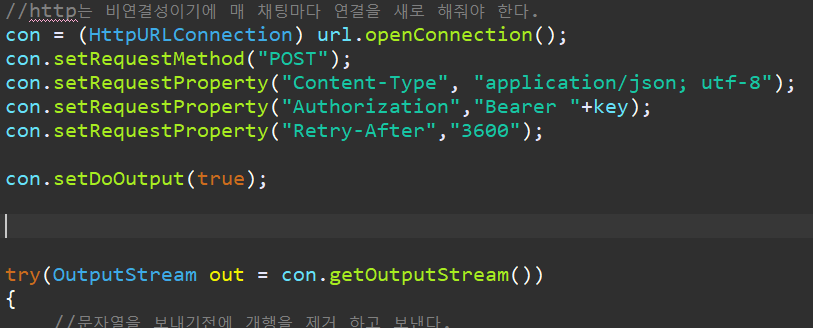 //http는 비연결성이기에 매 채팅마다 연결을 새로 해줘야 한다.
con = (HttpURLConnection) url.openConnection();
con.setRequestMethod("POST");
con.setRequestProperty("Content-Type", "application/json; utf-8");
con.setRequestProperty("Authorization","Bearer "+key);
con.setRequestProperty("Retry-After","3600");
con.setDoOutput(true);
try(OutputStream out = con.getOutputStream())
{
//문자열을 보내기전에 개행을 제거 하고 보낸다.